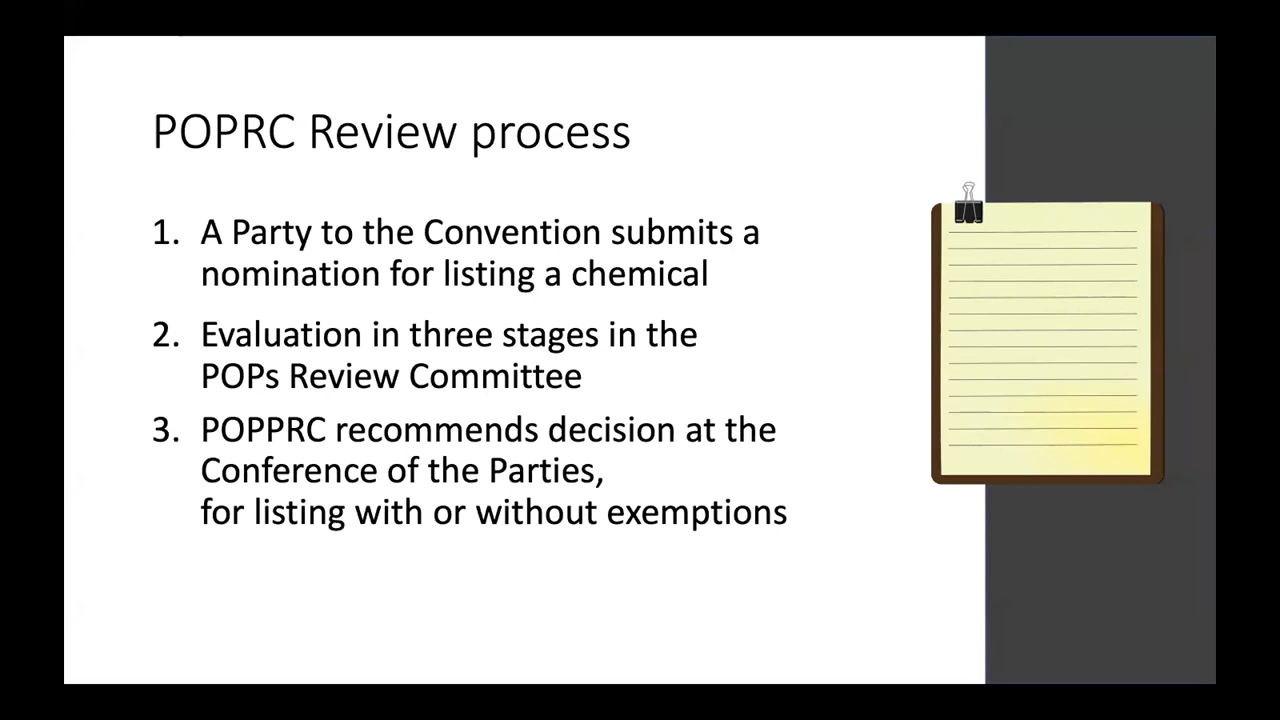 POPRC Review process
1. A Party to the Convention submits a
nomination for listing a chemical
2. Evaluation in three stages in the
POPs Review Committee
3. POPPRC recommends decision at the
Conference of the Parties,
for listing with or without exemptions